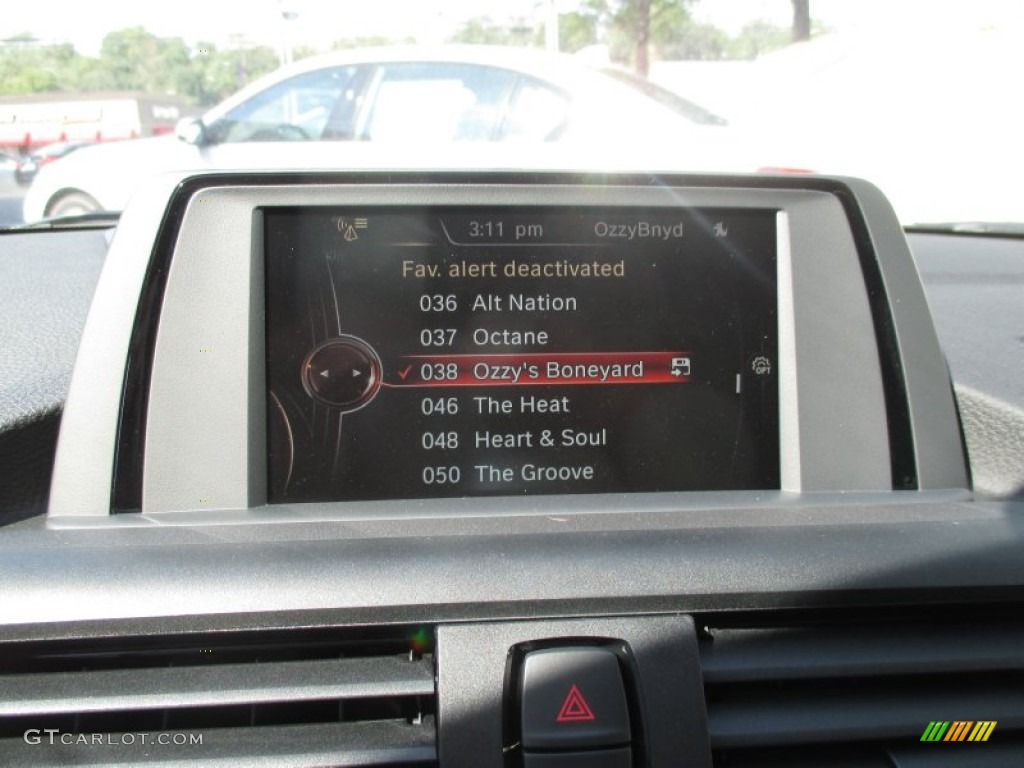 3:11 pm OzzyBnyd
Fav. alert deactivated
036 Alt Nation
037 Octane
038 Ozzy's Boneyard
OPT
046 The Heat
048 Heart & Soul
050 The Groove
GTCARLOT.COM